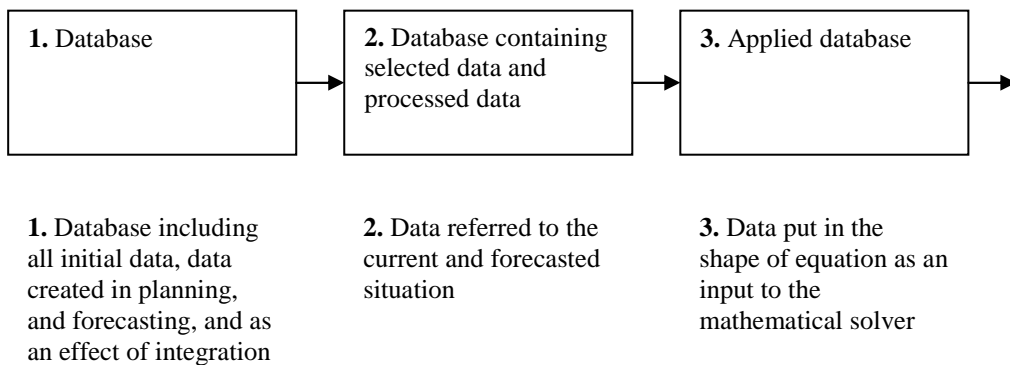 1. Database
2. Database containing
selected data and
processed data
3. Applied database
1. Database including
all initial data, data
created in planning,
and forecasting, and as
an effect of integration
2. Data referred to the
current and forecasted
situation
3. Data put in the
shape of equation as an
input to the
mathematical solver